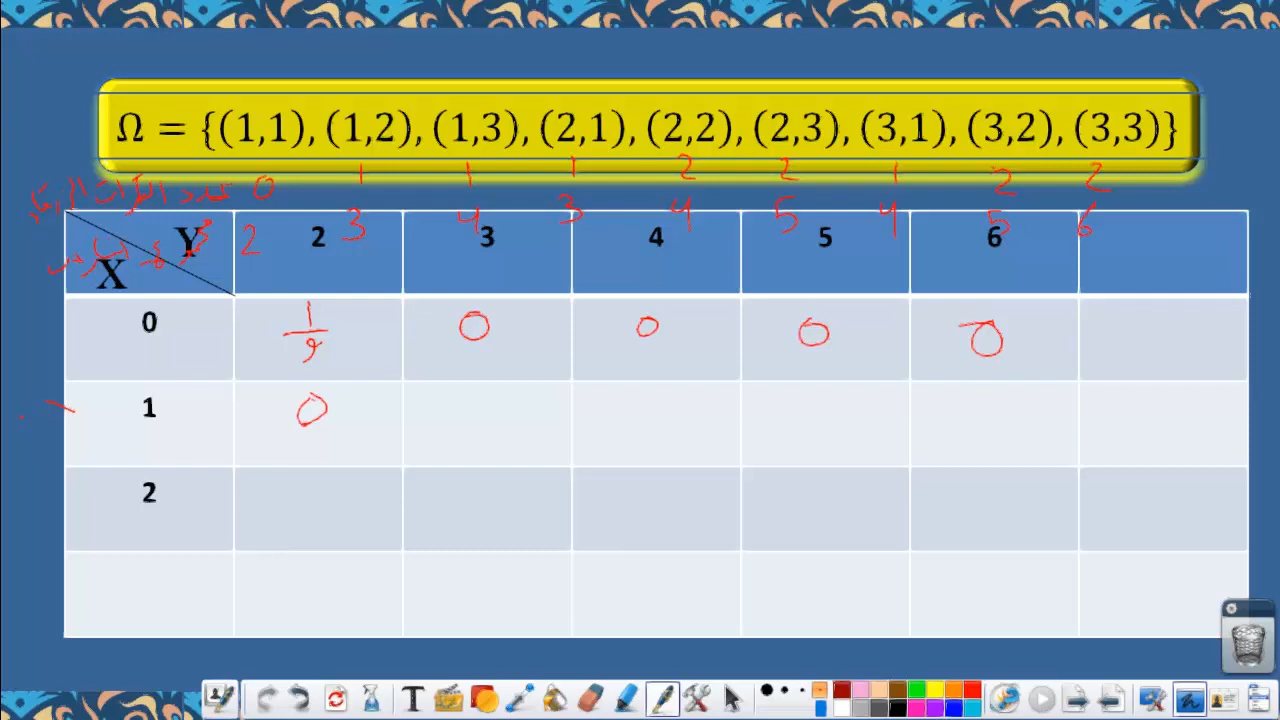 Ω = {(1,1), (1,2), (1,3), (2,1), (2,2), (2,3), (3,1), (3,2), (3,3)}
عدد 0 1 1 1 2 2 1 2 2
2 3 4 3 4 5 4 5 6
X Y 2 3 4 5 6
0 1/9 0 0 0 0
1 0
2
T